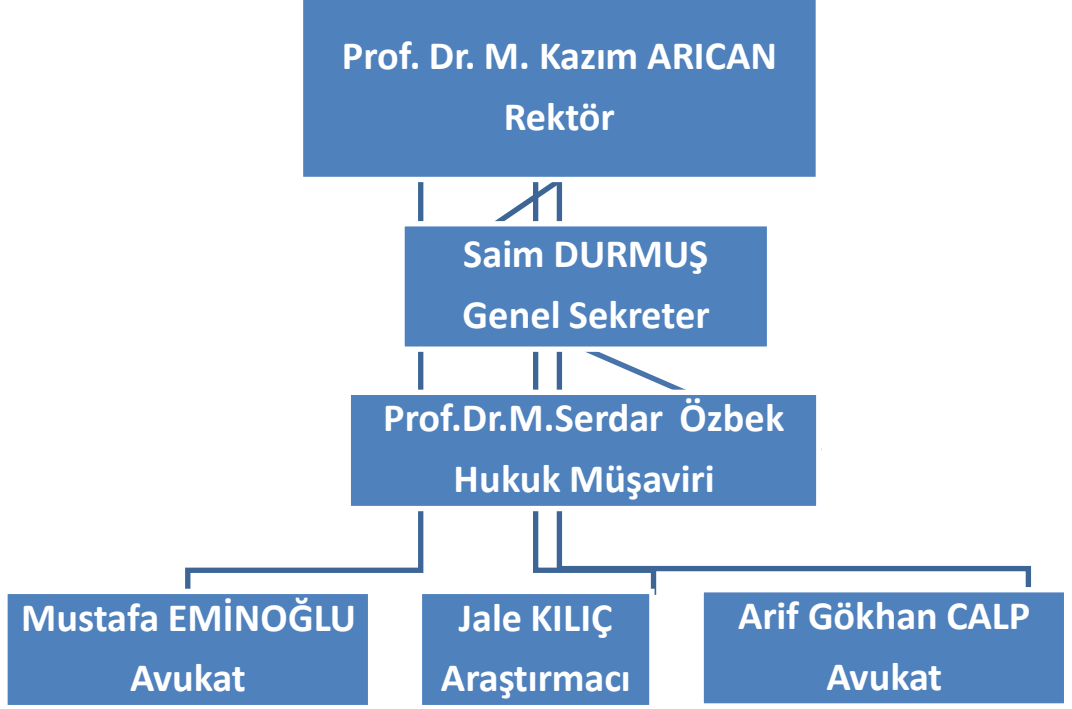 Prof. Dr. M. Kazım ARICAN
Rektör
Saim DURMUŞ
Genel Sekreter
Prof.Dr.M.Serdar  Özbek
Hukuk Müşaviri
Mustafa EMİNOĞLU
Avukat
Jale KILIÇ
Araştırmacı
Arif Gökhan CALP
Avukat